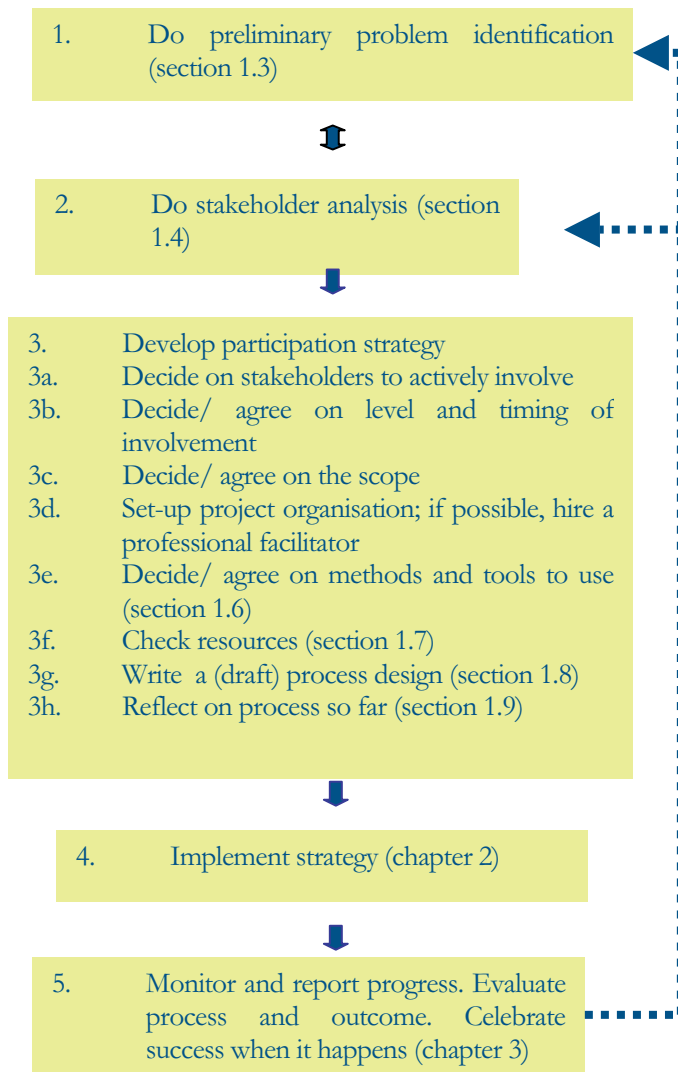 1. Do preliminary problem identification
(section 1.3)
2. Do stakeholder analysis (section
1.4)
3. Develop participation strategy
3a. Decide on stakeholders to actively involve
3b. Decide/ agree on level and timing of
involvement
3c. Decide/ agree on the scope
3d. Set-up project organisation; if possible, hire a
professional facilitator
3e. Decide/ agree on methods and tools to use
(section 1.6)
3f. Check resources (section 1.7)
3g. Write a (draft) process design (section 1.8)
3h. Reflect on process so far (section 1.9)
4. Implement strategy (chapter 2)
5. Monitor and report progress. Evaluate
process and outcome. Celebrate
success when it happens (chapter 3)